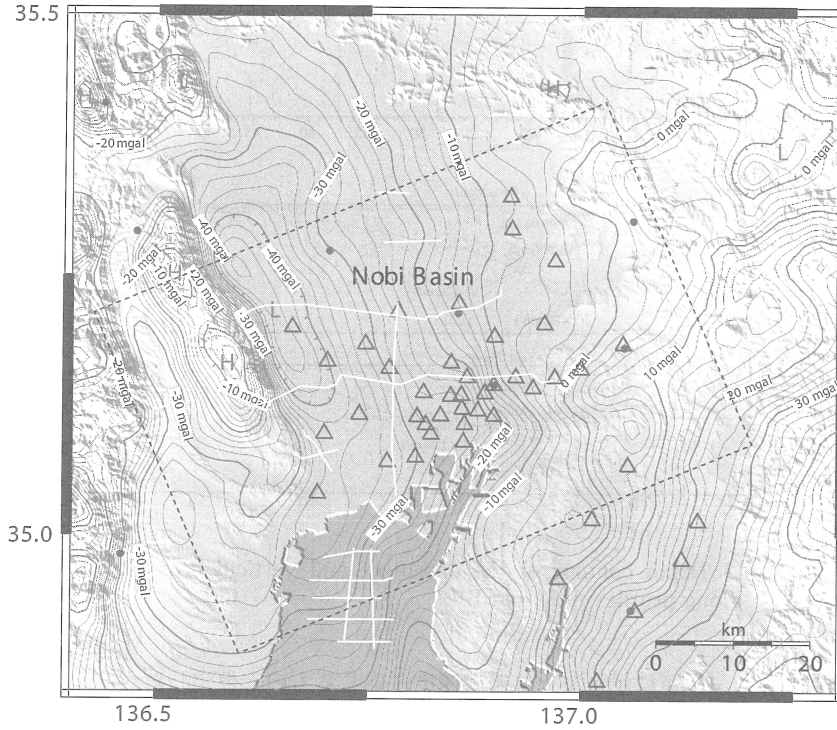 35.5
H
-20 mgal
-10 mgal
0 mgal
L
0 mgal
-20 mgal
-30 mgal
-40 mgal
-40 mgal
-20 mgal
H
-10 mgal
-20 mgal
Nobi Basin
L
-30 mgal
H
-10 mgal
-20 mgal
-30 mgal
0 mgal
10 mgal
20 mgal
30 mgal
-20 mgal
-10 mgal
-30 mgal
35.0
-30 mgal
km
0 10 20
136.5
137.0